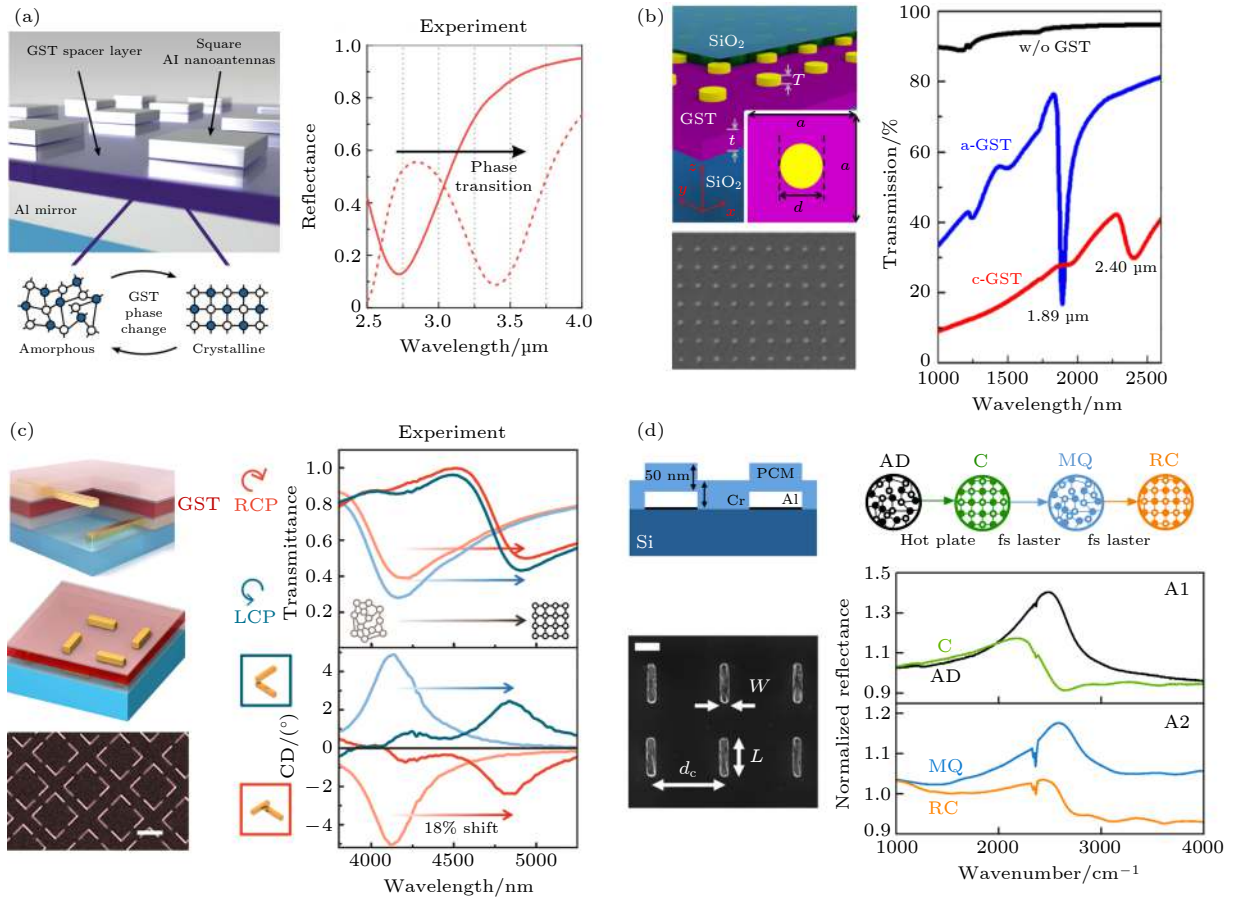 (a)
GST spacer layer
Square
AI nanoantennas
Al mirror
GST
phase
change
Amorphous
Crystalline
Experiment
Reflectance
1.0
0.8
0.6
0.4
0.2
0
Phase
transition
2.5
3.0
3.5
4.0
Wavelength/µm
(b)
SiO2
T
GST
t
a
a
z
SiO2
y
x
d
Transmission/%
100
80
60
40
20
0
w/o GST
a-GST
c-GST
2.40 µm
1.89 µm
1000
1500
2000
2500
Wavelength/nm
(c)
GST
RCP
LCP
Experiment
Transmittance
1.0
0.8
0.6
0.4
0.2
CD/(°)
4
2
0
−2
−4
18% shift
4000
4500
5000
Wavelength/nm
(d)
50 nm
PCM
Cr
Al
Si
AD
C
MQ
RC
Hot plate
fs laster
fs laster
W
L
dc
Normalized reflectance
1.5
1.3
1.1
0.9
A1
C
AD
1.2
1.1
1.0
0.9
A2
MQ
RC
1000
2000
3000
4000
Wavenumber/cm−1